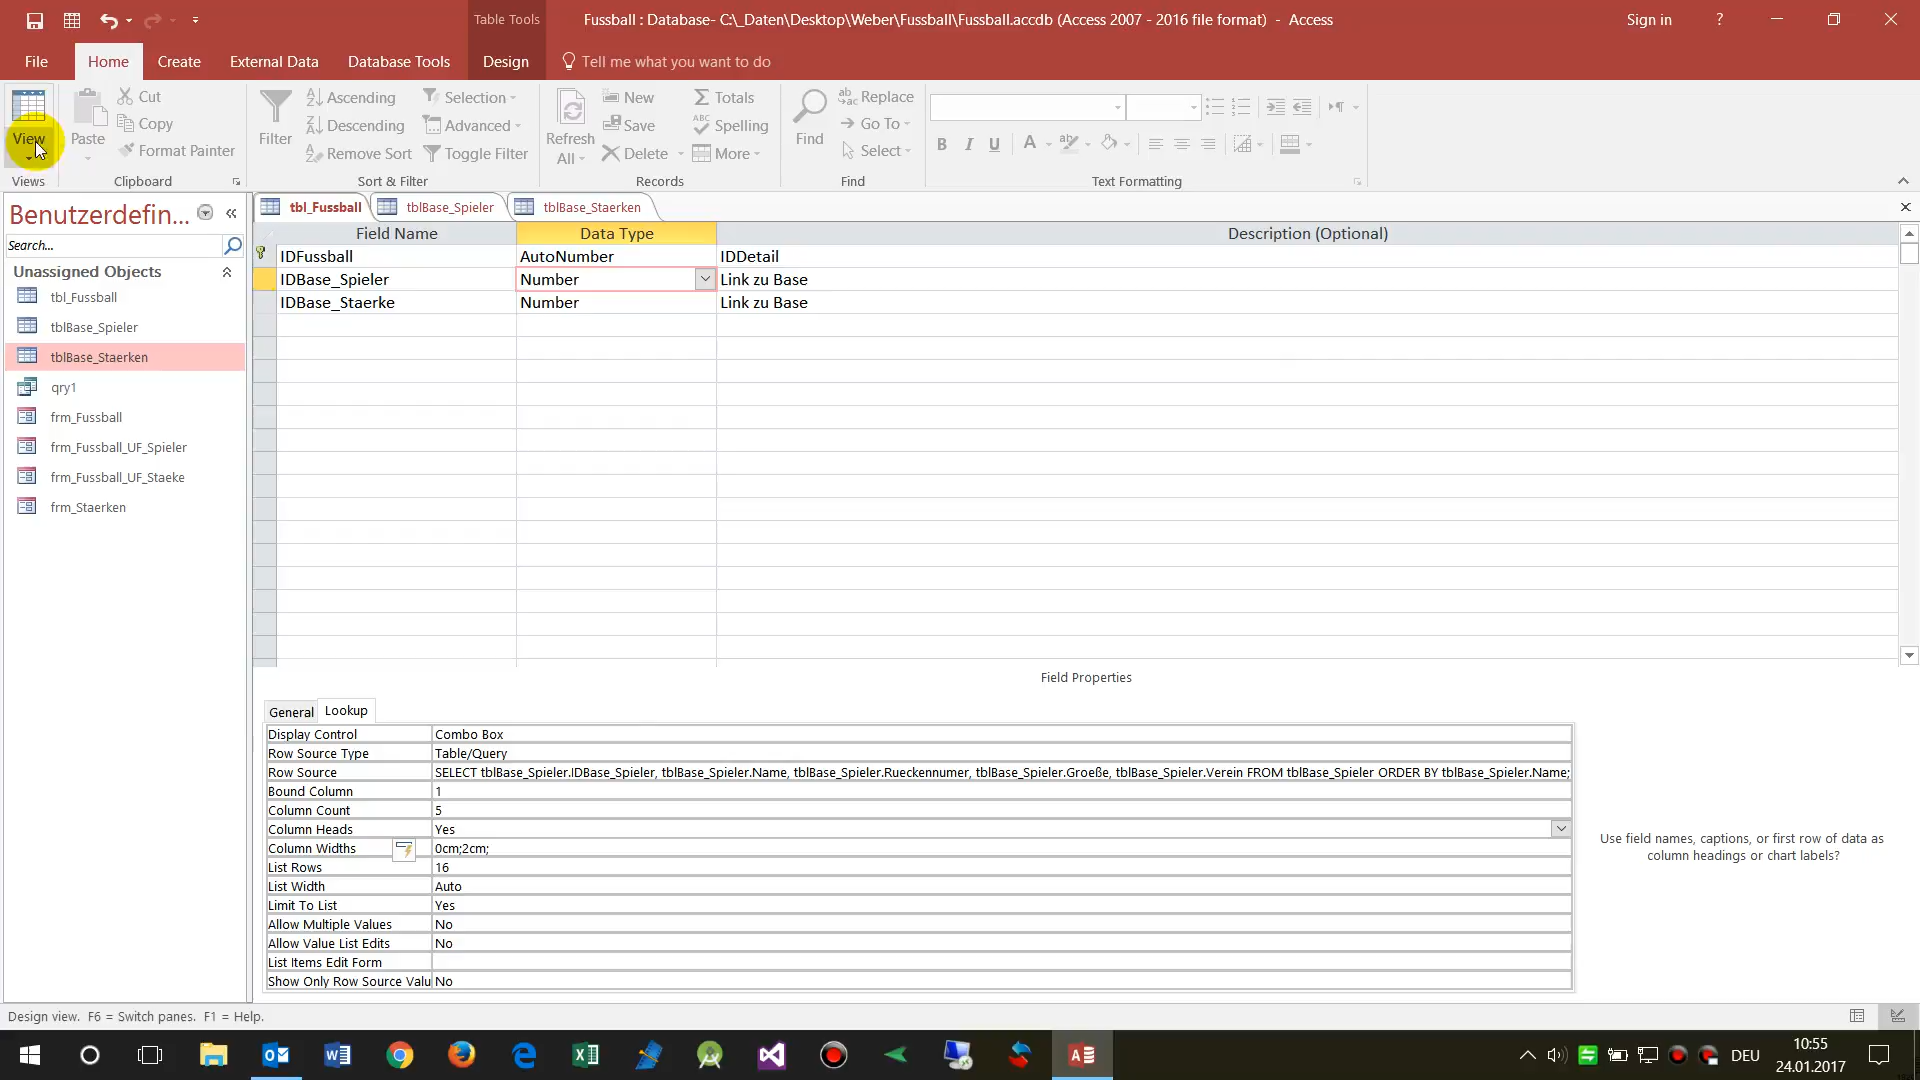 Table Tools
Fussball : Database- C:\_Daten\Desktop\Weber\Fussball\Fussball.accdb (Access 2007 - 2016 file format) - Access
Sign in
?
File
Home
Create
External Data
Database Tools
Design
Tell me what you want to do
View
Views
Paste
Cut
Copy
Format Painter
Clipboard
Filter
Ascending
Descending
Remove Sort
Selection
Advanced
Toggle Filter
Sort & Filter
Refresh
All
New
Save
Delete
Totals
Spelling
More
Records
Find
Replace
Go To
Select
Find
B I U A
Text Formatting
Benutzerdefin...
Search...
Unassigned Objects
tbl_Fussball
tblBase_Spieler
tblBase_Staerken
qry1
frm_Fussball
frm_Fussball_UF_Spieler
frm_Fussball_UF_Staeke
frm_Staerken
tbl_Fussball
tblBase_Spieler
tblBase_Staerken
Field Name Data Type Description (Optional)
IDFussball AutoNumber IDDetail
IDBase_Spieler Number Link zu Base
IDBase_Staerke Number Link zu Base
Field Properties
General Lookup
Display Control Combo Box
Row Source Type Table/Query
Row Source SELECT tblBase_Spieler.IDBase_Spieler, tblBase_Spieler.Name, tblBase_Spieler.Rueckennumer, tblBase_Spieler.Groeße, tblBase_Spieler.Verein FROM tblBase_Spieler ORDER BY tblBase_Spieler.Name;
Bound Column 1
Column Count 5
Column Heads Yes
Column Widths 0cm;2cm;
List Rows 16
List Width Auto
Limit To List Yes
Allow Multiple Values No
Allow Value List Edits No
List Items Edit Form
Show Only Row Source Valu No
Use field names, captions, or first row of data as
column headings or chart labels?
Design view. F6 = Switch panes. F1 = Help.
DEU
10:55
24.01.2017